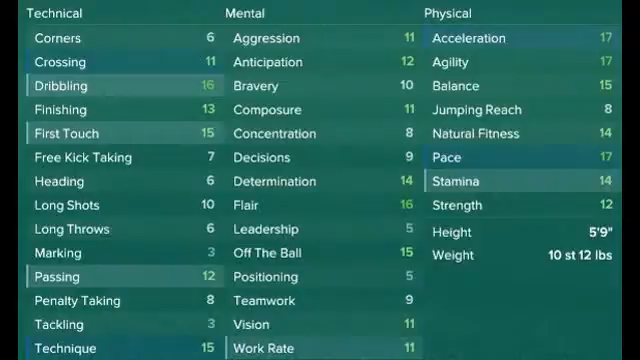 Technical Mental Physical
Corners 6 Aggression 11 Acceleration 17
Crossing 11 Anticipation 12 Agility 17
Dribbling 16 Bravery 10 Balance 15
Finishing 13 Composure 11 Jumping Reach 8
First Touch 15 Concentration 8 Natural Fitness 14
Free Kick Taking 7 Decisions 9 Pace 17
Heading 6 Determination 14 Stamina 14
Long Shots 10 Flair 16 Strength 12
Long Throws 6 Leadership 5 Height 5'9"
Marking 3 Off The Ball 15 Weight 10 st 12 lbs
Passing 12 Positioning 5
Penalty Taking 8 Teamwork 9
Tackling 3 Vision 11
Technique 15 Work Rate 11